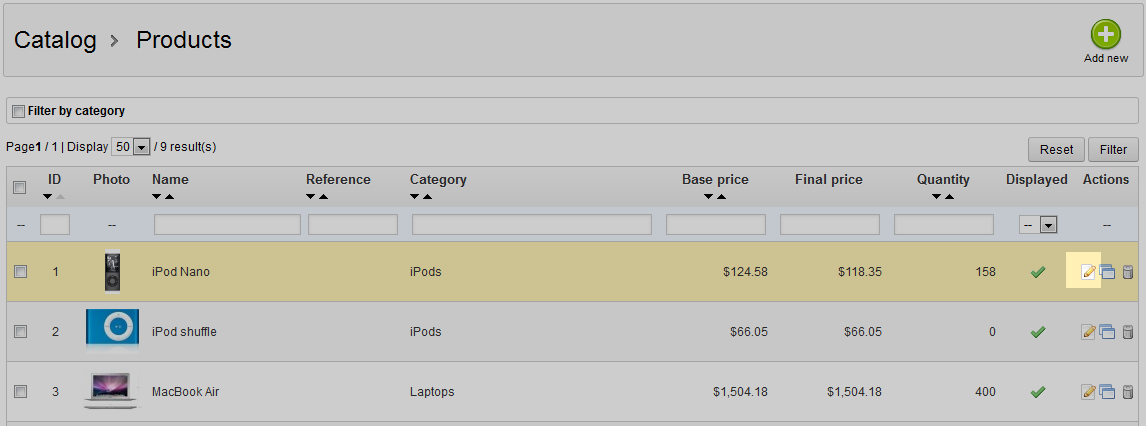 Catalog > Products
Add new
Filter by category
Page1 / 1 | Display 50 / 9 result(s)
Reset Filter
ID Photo Name Reference Category Base price Final price Quantity Displayed Actions
-- -- -- --
1 iPod Nano iPods $124.58 $118.35 158
2 iPod shuffle iPods $66.05 $66.05 0
3 MacBook Air Laptops $1,504.18 $1,504.18 400